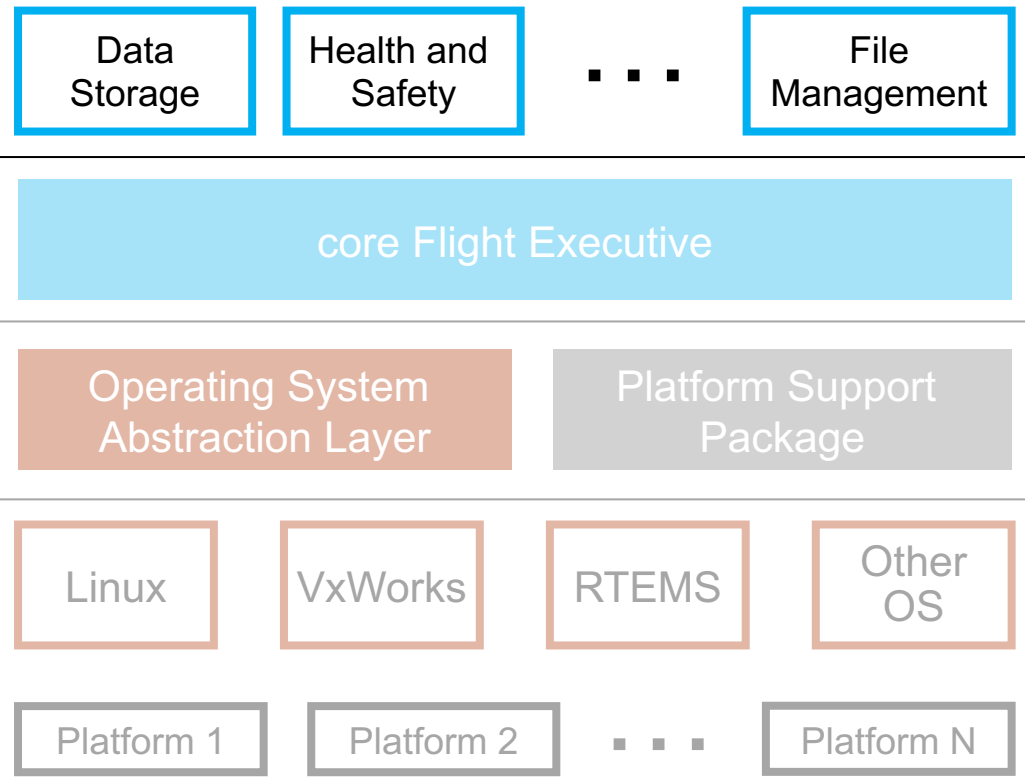 Data
Storage
Health and
Safety
. . .
File
Management
core Flight Executive
Operating System
Abstraction Layer
Platform Support
Package
Linux
VxWorks
RTEMS
Other
OS
Platform 1
Platform 2
. . .
Platform N